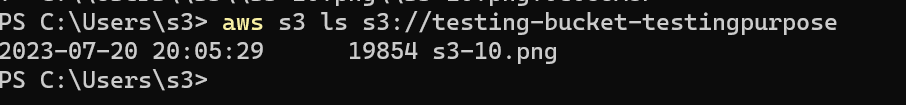 PS C:\Users\s3> aws s3 ls s3://testing-bucket-testingpurpose
2023-07-20 20:05:29      19854 s3-10.png
PS C:\Users\s3>